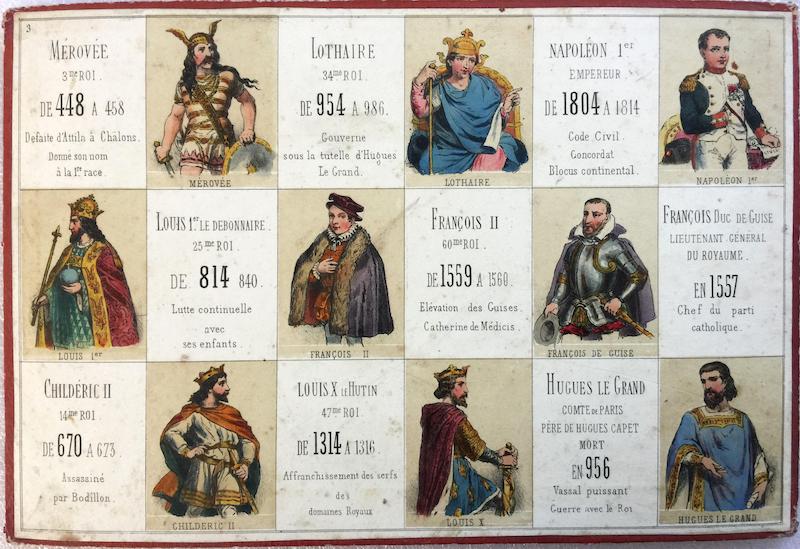 3
MÉROVÉE
3me ROI.
DE 448 A 458
Défaite d'Attila à Châlons.
Donne son nom
à la 1re race.
MÉROVÉE
LOTHAIRE
34me ROI.
DE 954 A 986.
Gouverne
sous la tutelle d'Hugues
Le Grand.
LOTHAIRE
NAPOLÉON 1er
EMPEREUR
DE 1804 A 1814
Code Civil.
Concordat
Blocus continental.
NAPOLÉON 1er
LOUIS 1er
LOUIS 1er LE DEBONNAIRE.
25me ROI.
DE 814 840.
Lutte continuelle
avec
ses enfants.
FRANÇOIS II
FRANÇOIS II
60me ROI.
DE 1559 A 1560.
Elévation des Guises.
Catherine de Médicis.
FRANÇOIS DE GUISE
FRANÇOIS DUC DE GUISE
LIEUTENANT GÉNÉRAL
DU ROYAUME.
EN 1557
Chef du parti
catholique.
CHILDÉRIC II
14me ROI
DE 670 A 673.
Assassiné
par Bodillon.
CHILDERIC II
LOUIS X LE HUTIN
47me ROI
DE 1314 A 1316.
Affranchissement des serfs
des
domaines Royaux
LOUIS X
HUGUES LE GRAND
COMTE DE PARIS
PÈRE DE HUGUES CAPET
MORT
EN 956
Vassal puissant
Guerre avec le Roi
HUGUES LE GRAND